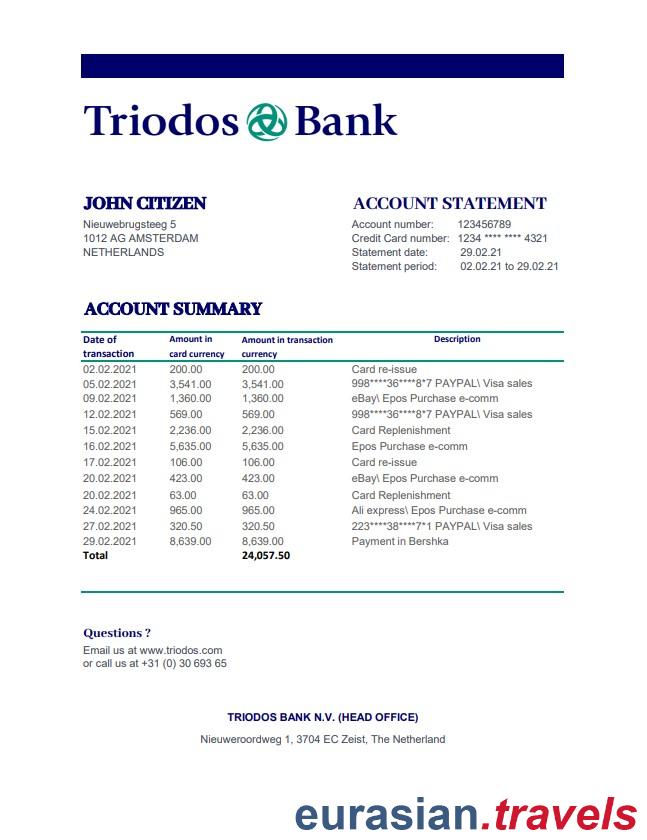 Triodos Bank
JOHN CITIZEN
Nieuwebrugsteeg 5
1012 AG AMSTERDAM
NETHERLANDS
ACCOUNT STATEMENT
Account number: 123456789
Credit Card number: 1234 **** **** 4321
Statement date: 29.02.21
Statement period: 02.02.21 to 29.02.21
ACCOUNT SUMMARY
Date of transaction Amount in card currency Amount in transaction currency Description
02.02.2021 200.00 200.00 Card re-issue
05.02.2021 3,541.00 3,541.00 998****36****8*7 PAYPAL\ Visa sales
09.02.2021 1,360.00 1,360.00 eBay\ Epos Purchase e-comm
12.02.2021 569.00 569.00 998****36****8*7 PAYPAL\ Visa sales
15.02.2021 2,236.00 2,236.00 Card Replenishment
16.02.2021 5,635.00 5,635.00 Epos Purchase e-comm
17.02.2021 106.00 106.00 Card re-issue
20.02.2021 423.00 423.00 eBay\ Epos Purchase e-comm
20.02.2021 63.00 63.00 Card Replenishment
24.02.2021 965.00 965.00 Ali express\ Epos Purchase e-comm
27.02.2021 320.50 320.50 223****38****7*1 PAYPAL\ Visa sales
29.02.2021 8,639.00 8,639.00 Payment in Bershka
Total 24,057.50
Questions ?
Email us at www.triodos.com
or call us at +31 (0) 30 693 65
TRIODOS BANK N.V. (HEAD OFFICE)
Nieuweroordweg 1, 3704 EC Zeist, The Netherland
eurasian.travels